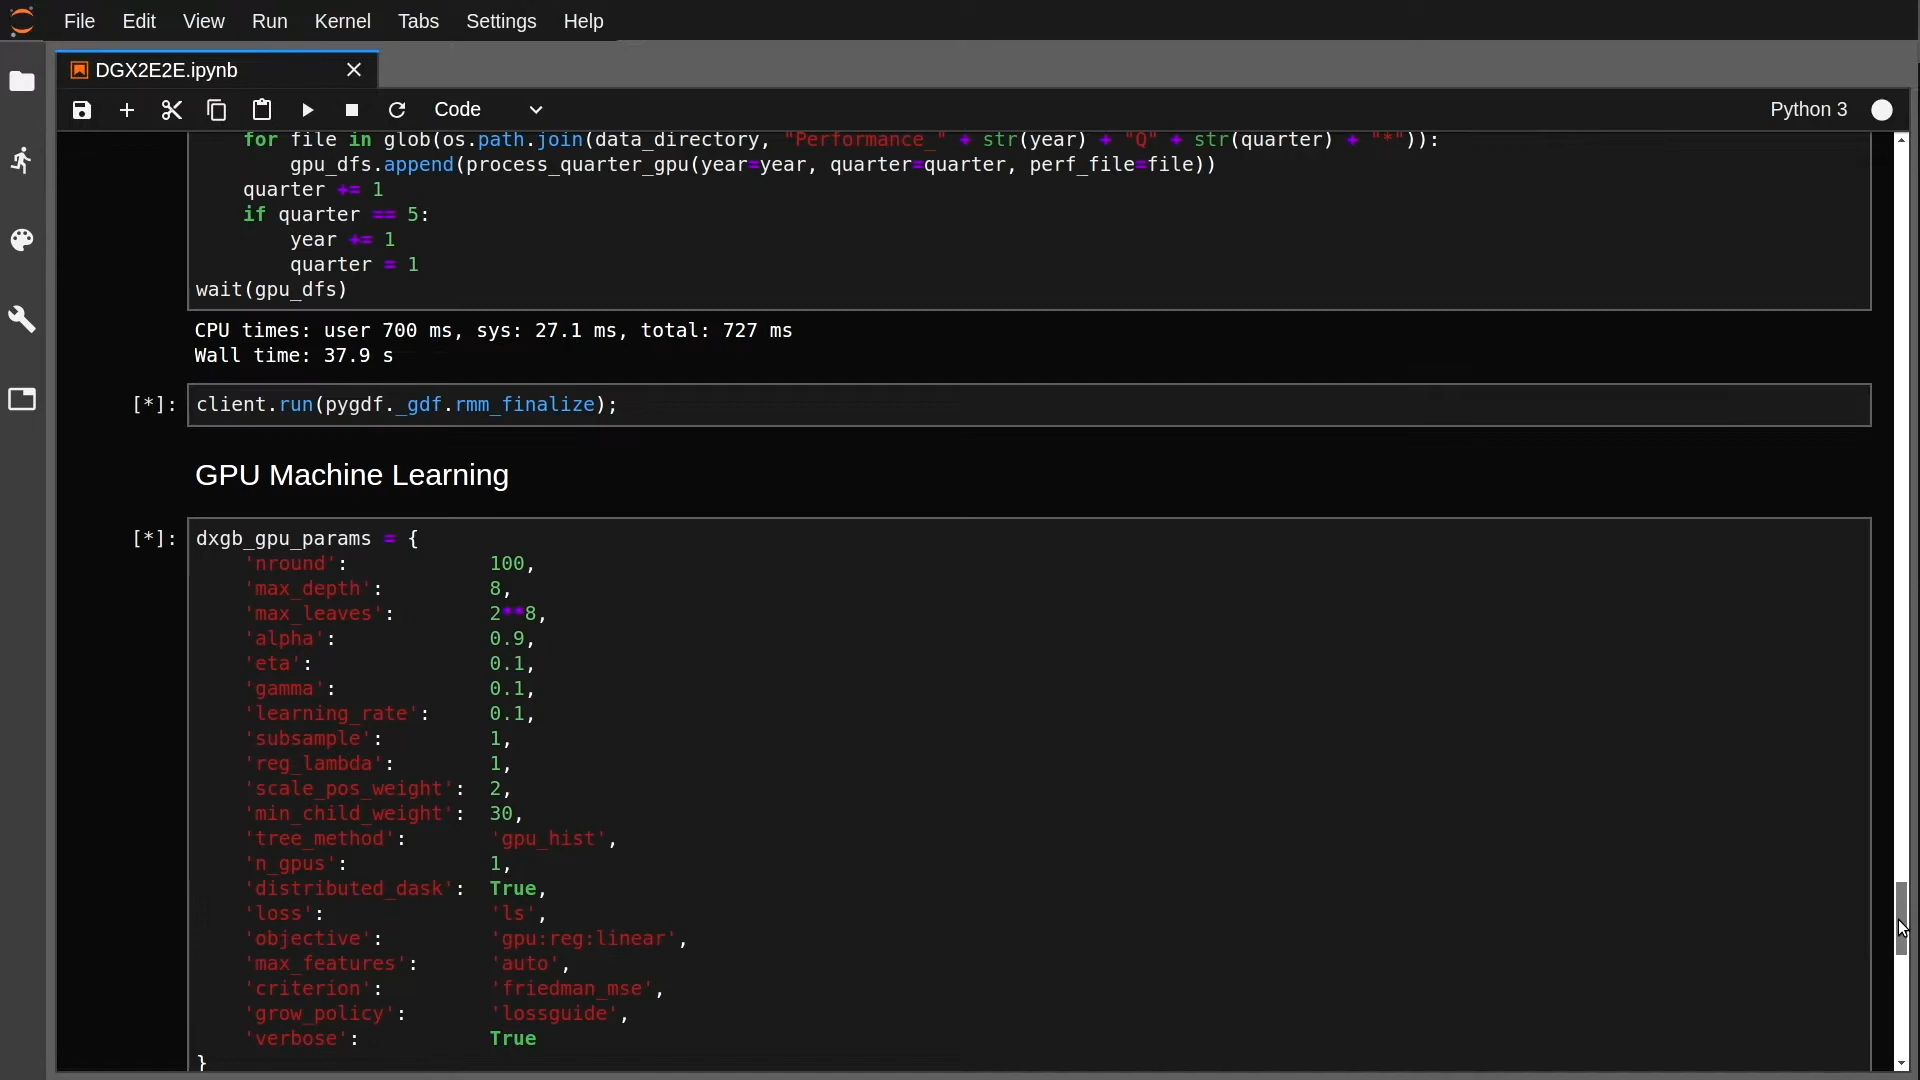 File Edit View Run Kernel Tabs Settings Help
DGX2E2E.ipynb
Code
Python 3
for file in glob(os.path.join(data_directory, "Performance_" + str(year) + "Q" + str(quarter) + "*")):
gpu_dfs.append(process_quarter_gpu(year=year, quarter=quarter, perf_file=file))
quarter += 1
if quarter == 5:
year += 1
quarter = 1
wait(gpu_dfs)
CPU times: user 700 ms, sys: 27.1 ms, total: 727 ms
Wall time: 37.9 s
[*]: client.run(pygdf._gdf.rmm_finalize);
GPU Machine Learning
[*]: dxgb_gpu_params = {
'nround': 100,
'max_depth': 8,
'max_leaves': 2**8,
'alpha': 0.9,
'eta': 0.1,
'gamma': 0.1,
'learning_rate': 0.1,
'subsample': 1,
'reg_lambda': 1,
'scale_pos_weight': 2,
'min_child_weight': 30,
'tree_method': 'gpu_hist',
'n_gpus': 1,
'distributed_dask': True,
'loss': 'ls',
'objective': 'gpu:reg:linear',
'max_features': 'auto',
'criterion': 'friedman_mse',
'grow_policy': 'lossguide',
'verbose': True
}